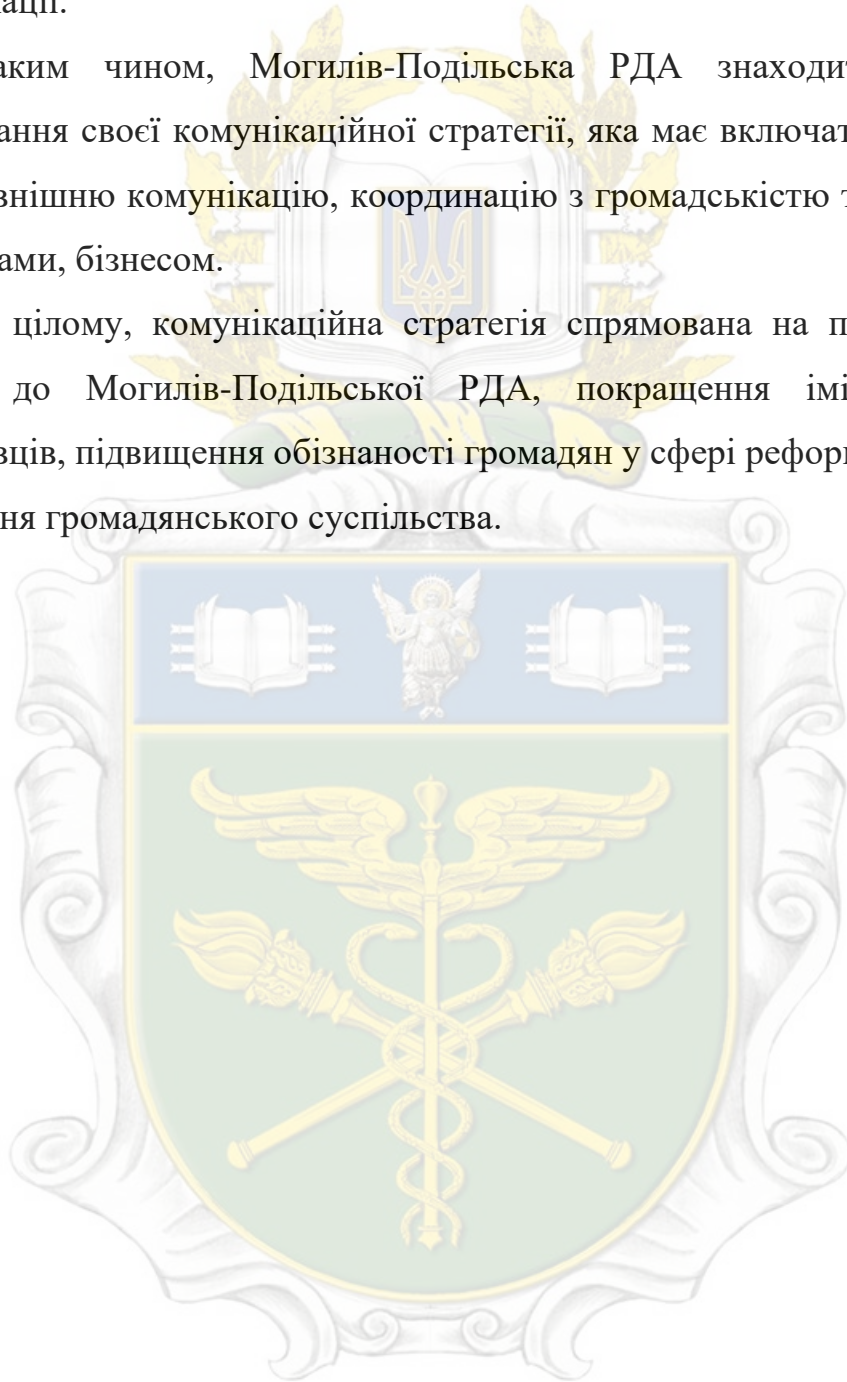 ації.
аким чином, Могилів-Подільська РДА знаходит
ання своєї комунікаційної стратегії, яка має включат
внішню комунікацію, координацію з громадськістю т
ами, бізнесом.
цілому, комунікаційна стратегія спрямована на п
до Могилів-Подільської РДА, покращення імі
вців, підвищення обізнаності громадян у сфері рефор
ня громадянського суспільства.